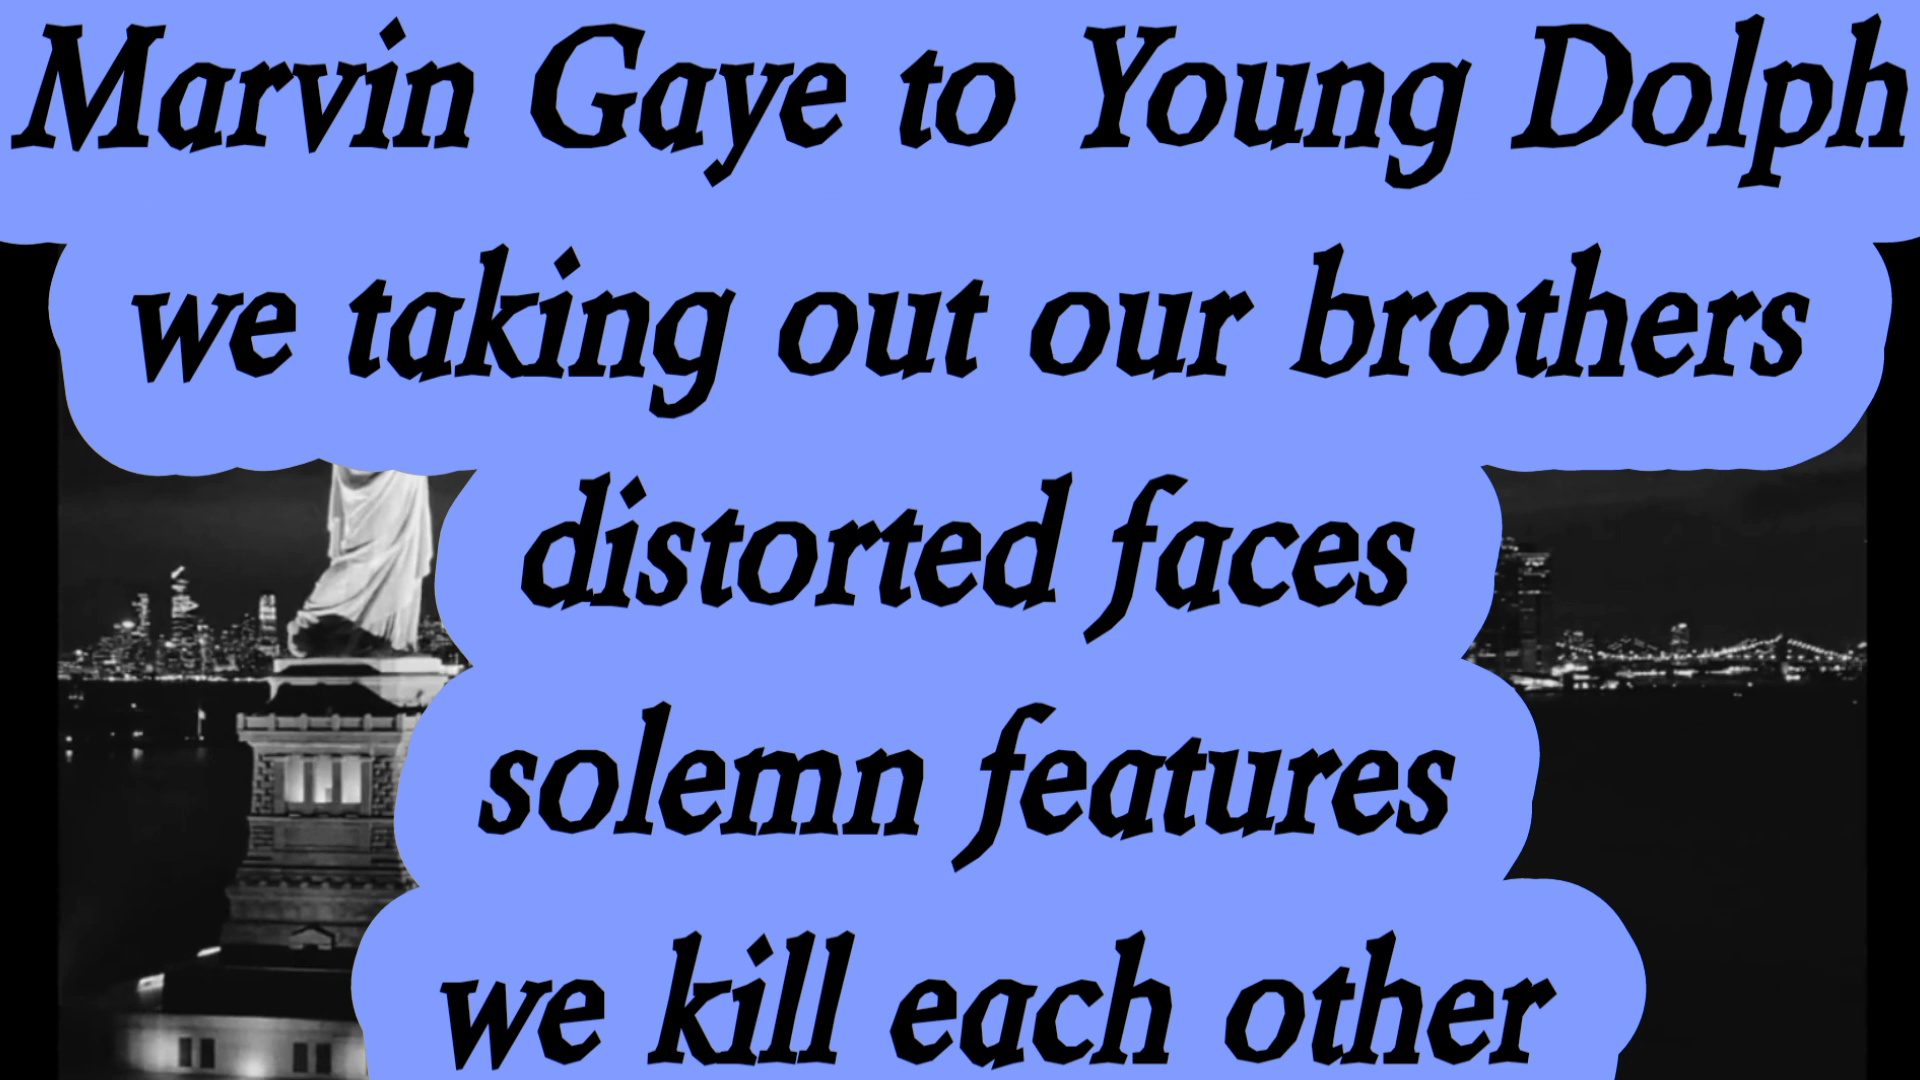 Marvin Gaye to Young Dolph
we taking out our brothers
distorted faces
solemn features
we kill each other